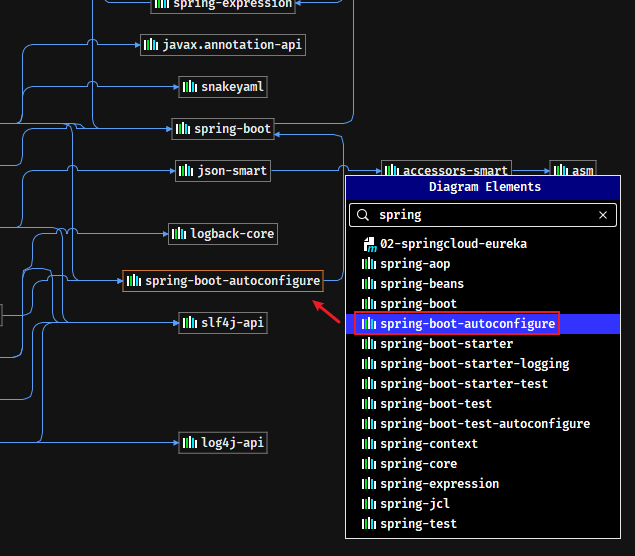 spring-expression
javax.annotation-api
snakeyaml
spring-boot
json-smart
accessors-smart
asm
logback-core
spring-boot-autoconfigure
slf4j-api
log4j-api
Diagram Elements
spring
02-springcloud-eureka
spring-aop
spring-beans
spring-boot
spring-boot-autoconfigure
spring-boot-starter
spring-boot-starter-logging
spring-boot-starter-test
spring-boot-test
spring-boot-test-autoconfigure
spring-context
spring-core
spring-expression
spring-jcl
spring-test